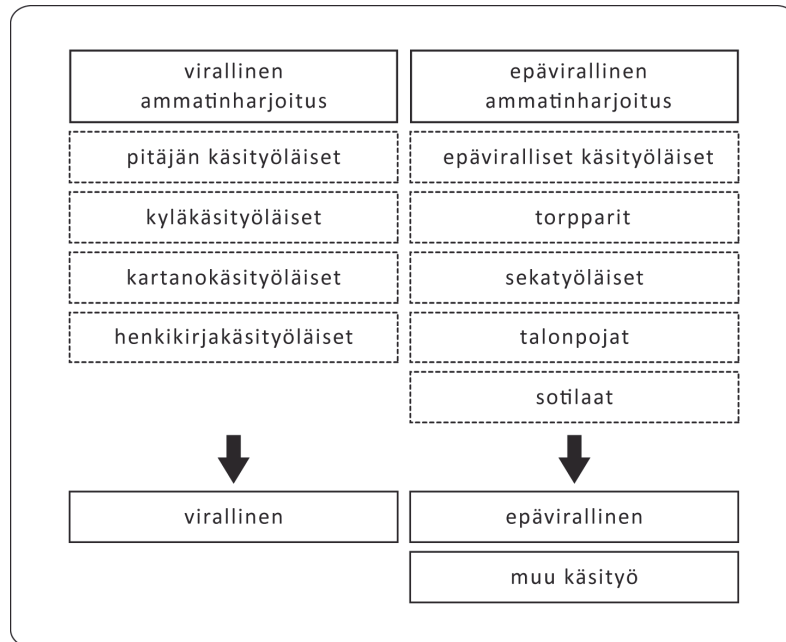 virallinen
ammatinharjoitus
pitäjän käsityöläiset
kyläkäsityöläiset
kartanokäsityöläiset
henkikirjakäsityöläiset
virallinen
epävirallinen
ammatinharjoitus
epäviralliset käsityöläiset
torpparit
sekatyöläiset
talonpojat
sotilaat
epävirallinen
muu käsityö